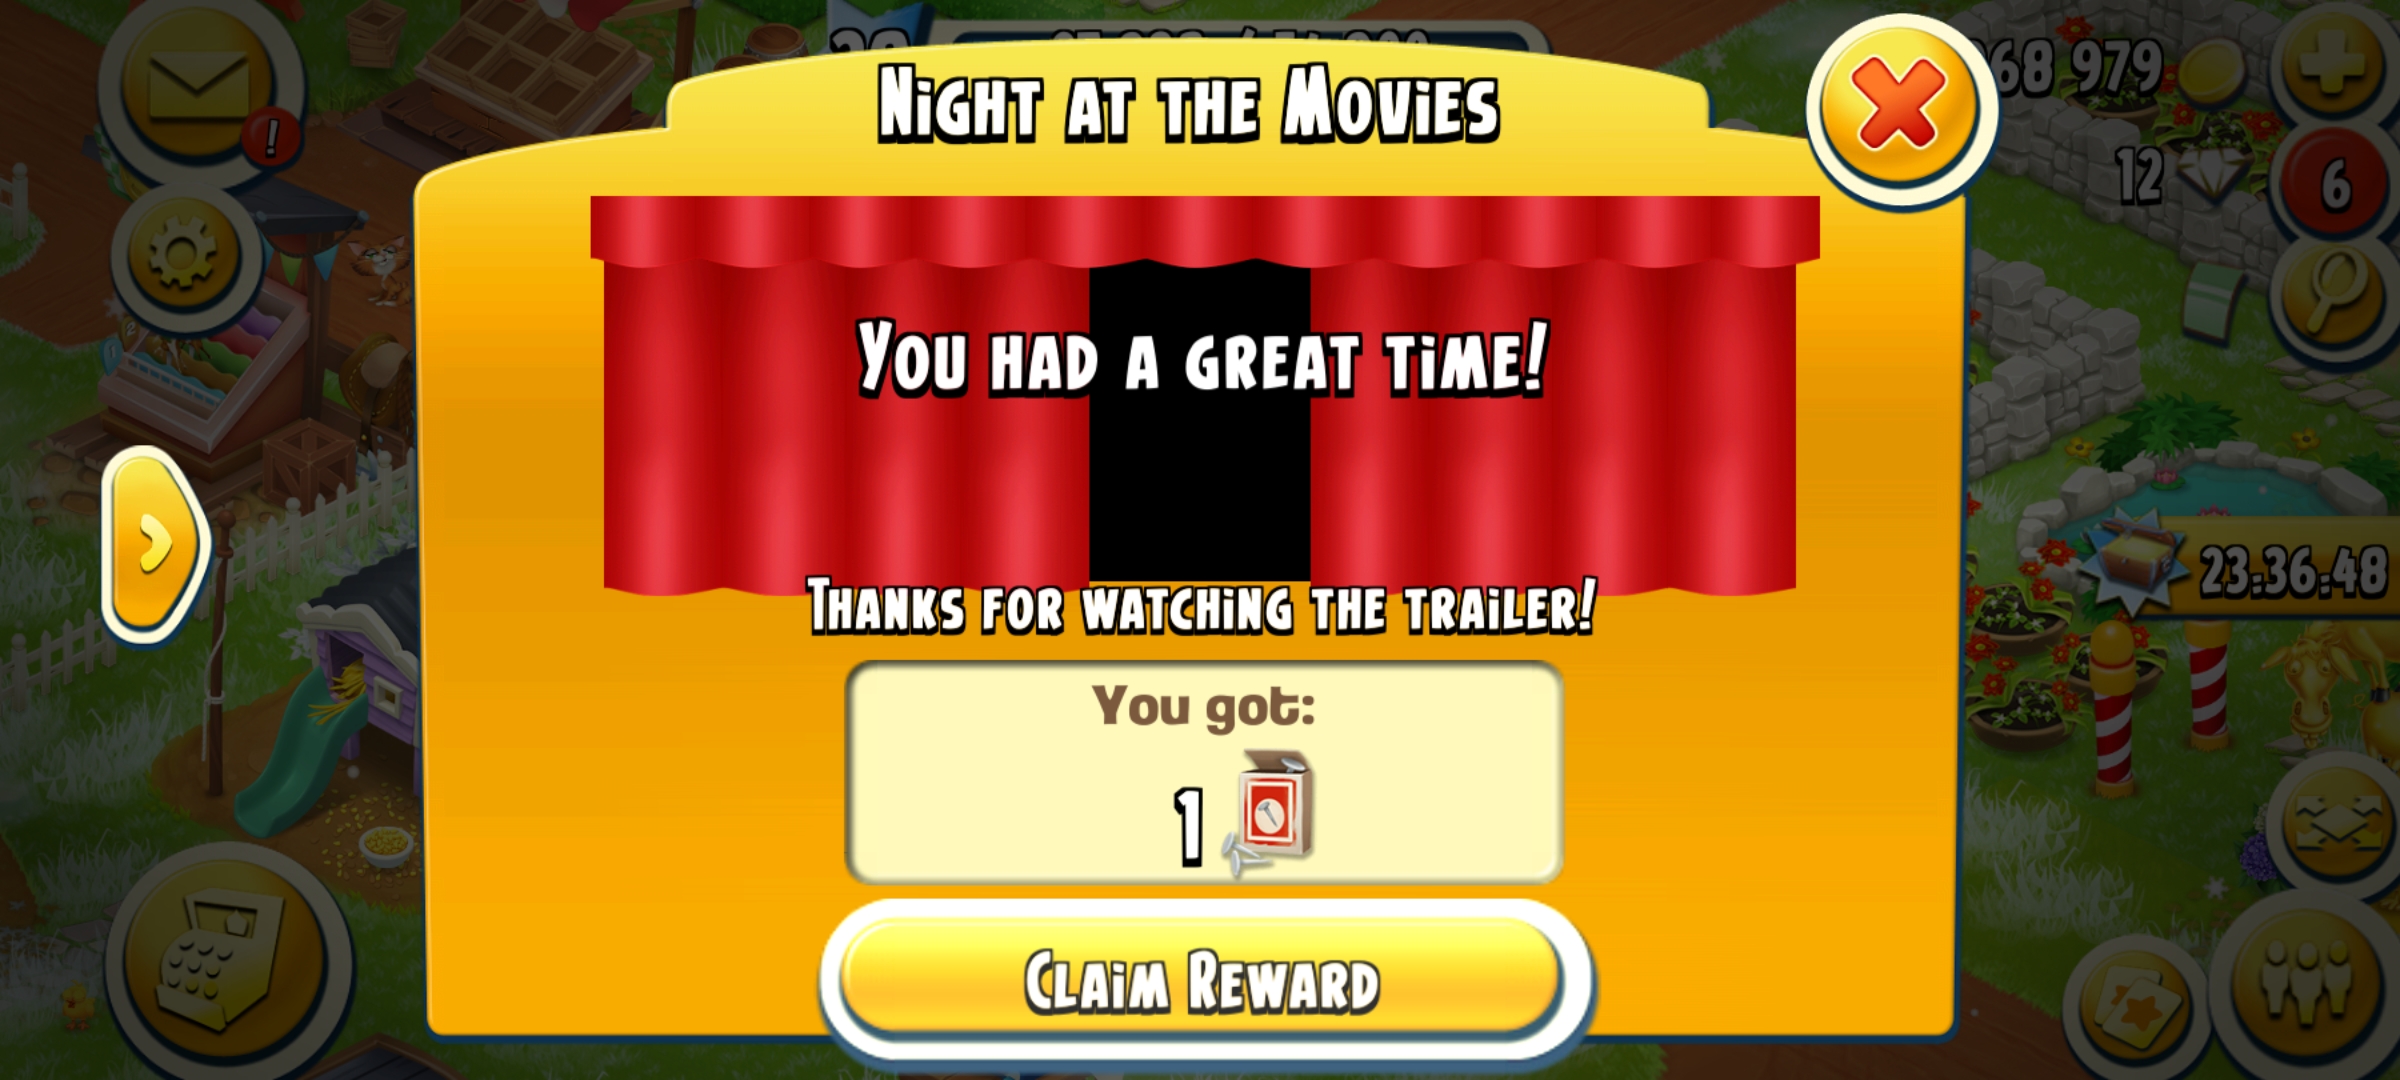 Night at the Movies
68 979
12
6
You had a great time!
23:36:48
Thanks for watching the trailer!
You got:
1
Claim Reward